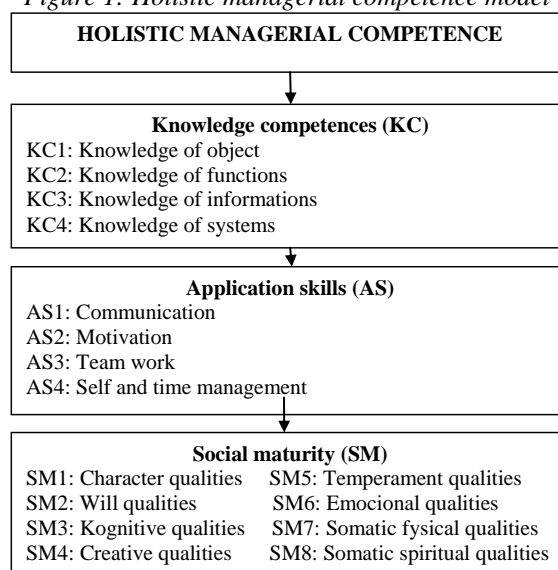 Figure 1: Holistic managerial competence model
HOLISTIC MANAGERIAL COMPETENCE
Knowledge competences (KC)
KC1: Knowledge of object
KC2: Knowledge of functions
KC3: Knowledge of informations
KC4: Knowledge of systems
Application skills (AS)
AS1: Communication
AS2: Motivation
AS3: Team work
AS4: Self and time management
Social maturity (SM)
SM1: Character qualities SM5: Temperament qualities
SM2: Will qualities SM6: Emocional qualities
SM3: Kognitive qualities SM7: Somatic fysical qualities
SM4: Creative qualities SM8: Somatic spiritual qualities